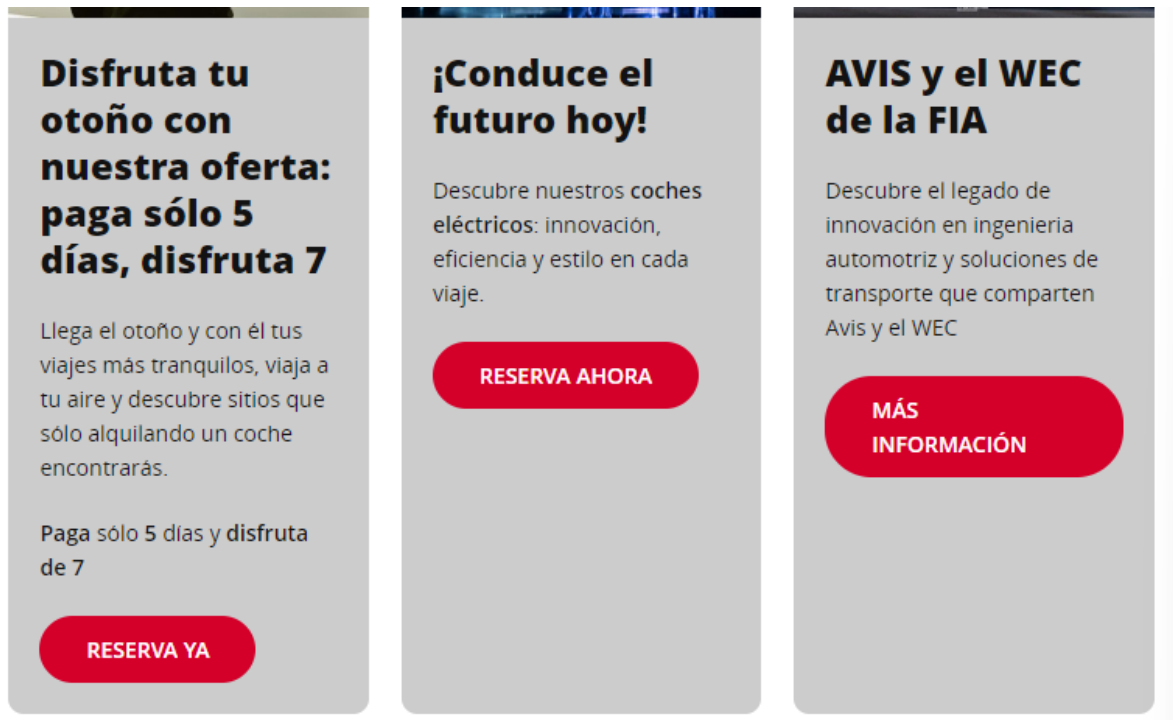 Disfruta tu
otoño con
nuestra oferta:
paga sólo 5
días, disfruta 7
Llega el otoño y con él tus
viajes más tranquilos, viaja a
tu aire y descubre sitios que
sólo alquilando un coche
encontrarás.
Paga sólo 5 días y disfruta
de 7
RESERVA YA
¡Conduce el
futuro hoy!
Descubre nuestros coches
eléctricos: innovación,
eficiencia y estilo en cada
viaje.
RESERVA AHORA
AVIS y el WEC
de la FIA
Descubre el legado de
innovación en ingenieria
automotriz y soluciones de
transporte que comparten
Avis y el WEC
MÁS
INFORMACIÓN